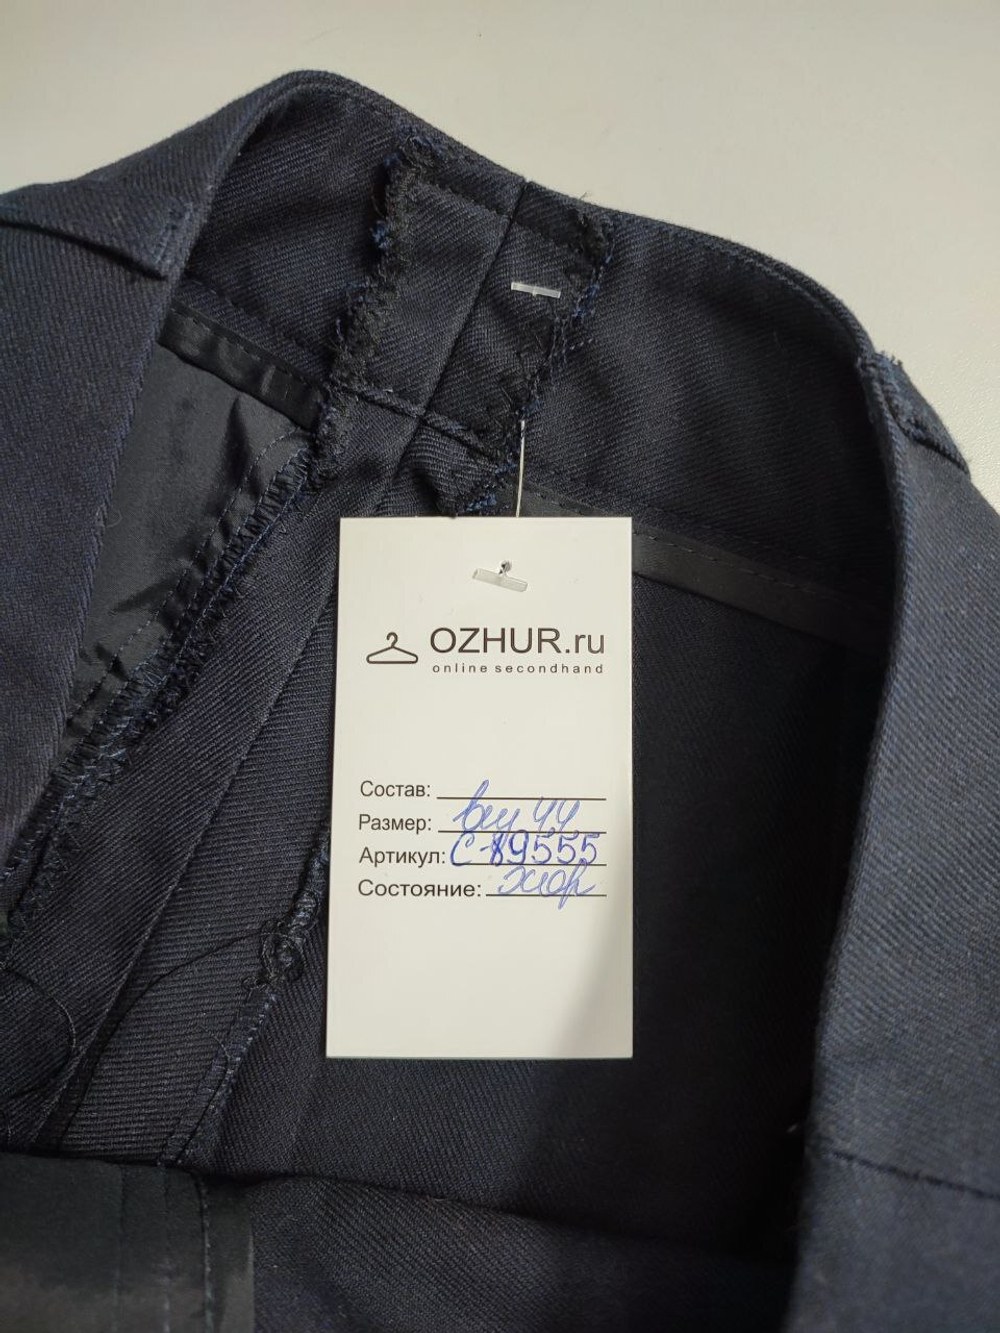 OZHUR.ru
online secondhand
Состав:
Размер: 44
Артикул: С-89555
Состояние: хор